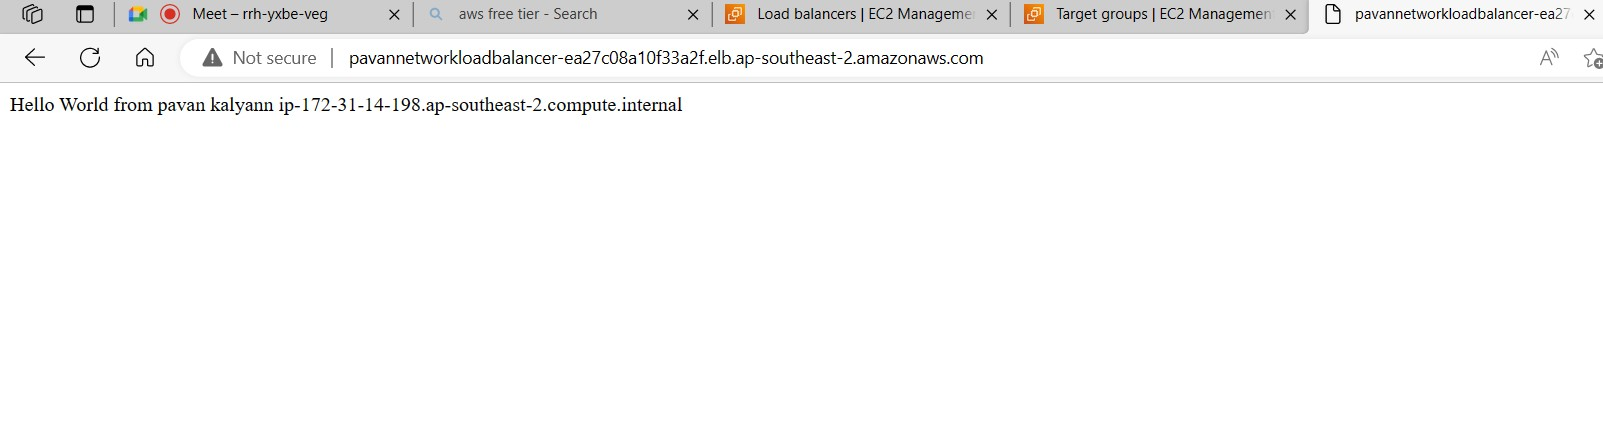 Meet – rrh-yxbe-veg
aws free tier - Search
Load balancers | EC2 Manageme
Target groups | EC2 Managemen
pavannetworkloadbalancer-ea27
Not secure
pavannetworkloadbalancer-ea27c08a10f33a2f.elb.ap-southeast-2.amazonaws.com
Hello World from pavan kalyann ip-172-31-14-198.ap-southeast-2.compute.internal